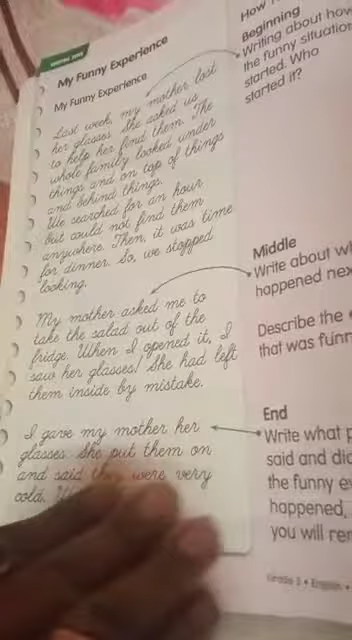 My Funny Experience
My Funny Experience
Last week, my mother lost
her glasses. She asked us
to help her find them. The
whole family looked under
things and on top of things
and behind things.
We searched for an hour
but could not find them
anywhere. Then, it was time
for dinner. So, we stopped
looking.
My mother asked me to
take the salad out of the
fridge. When I opened it, I
saw her glasses! She had left
them inside by mistake.
I gave my mother her
glasses. She put them on
and said they were very
cold.
How
Beginning
Writing about how
the funny situation
started. Who
started it?
Middle
Write about
happened
Describe the
that was
End
Write what
said and
the funny
happened,
you will
Grade 5 • English •